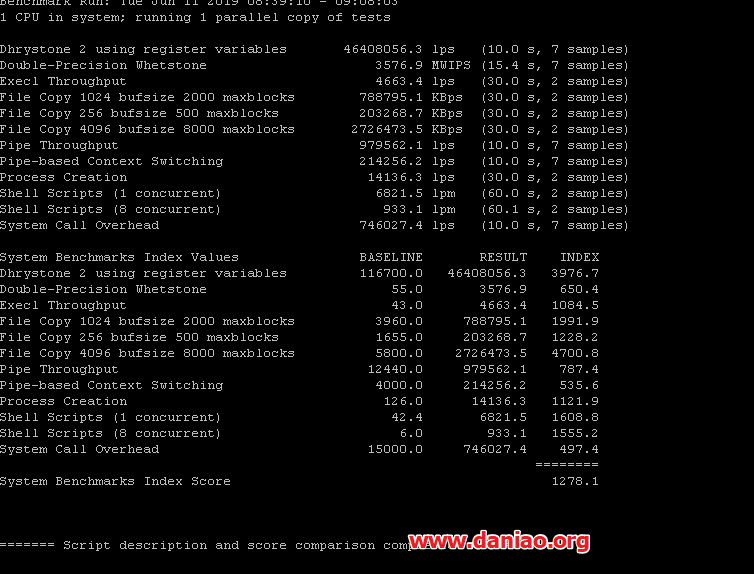 Benchmark Run: Tue Jun 11 2019 08:39:10 - 09:08:03
1 CPU in system; running 1 parallel copy of tests
Dhrystone 2 using register variables 46408056.3 lps (10.0 s, 7 samples)
Double-Precision Whetstone 3576.9 MWIPS (15.4 s, 7 samples)
Execl Throughput 4663.4 lps (30.0 s, 2 samples)
File Copy 1024 bufsize 2000 maxblocks 788795.1 KBps (30.0 s, 2 samples)
File Copy 256 bufsize 500 maxblocks 203268.7 KBps (30.0 s, 2 samples)
File Copy 4096 bufsize 8000 maxblocks 2726473.5 KBps (30.0 s, 2 samples)
Pipe Throughput 979562.1 lps (10.0 s, 7 samples)
Pipe-based Context Switching 214256.2 lps (10.0 s, 7 samples)
Process Creation 14136.3 lps (30.0 s, 2 samples)
Shell Scripts (1 concurrent) 6821.5 lpm (60.0 s, 2 samples)
Shell Scripts (8 concurrent) 933.1 lpm (60.1 s, 2 samples)
System Call Overhead 746027.4 lps (10.0 s, 7 samples)
System Benchmarks Index Values BASELINE RESULT INDEX
Dhrystone 2 using register variables 116700.0 46408056.3 3976.7
Double-Precision Whetstone 55.0 3576.9 650.4
Execl Throughput 43.0 4663.4 1084.5
File Copy 1024 bufsize 2000 maxblocks 3960.0 788795.1 1991.9
File Copy 256 bufsize 500 maxblocks 1655.0 203268.7 1228.2
File Copy 4096 bufsize 8000 maxblocks 5800.0 2726473.5 4700.8
Pipe Throughput 12440.0 979562.1 787.4
Pipe-based Context Switching 4000.0 214256.2 535.6
Process Creation 126.0 14136.3 1121.9
Shell Scripts (1 concurrent) 42.4 6821.5 1608.8
Shell Scripts (8 concurrent) 6.0 933.1 1555.2
System Call Overhead 15000.0 746027.4 497.4
========
System Benchmarks Index Score 1278.1
======= Script description and score comparison www.daniao.org